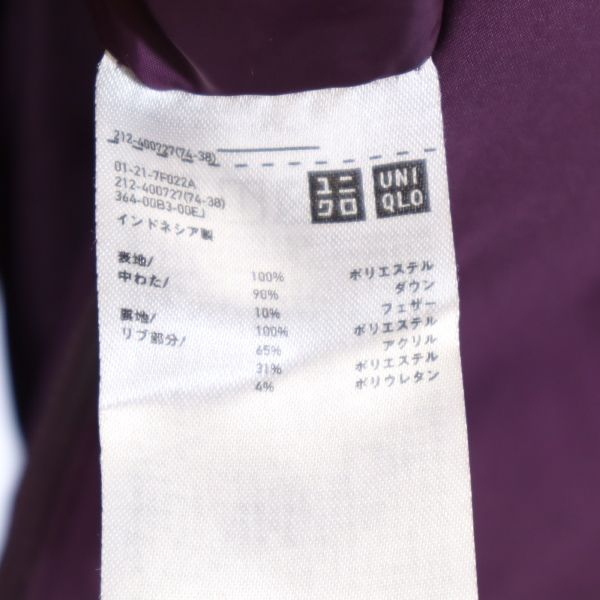 212-400727(74-38)
01-21-7F022A
212-400727(74-38)
364-00B3-00EJ
インドネシア製
ユニ
クロ
UNI
QLO
表地/ 100% ポリエステル
中わた/ 90% ダウン
10% フェザー
裏地/ 100% ポリエステル
リブ部分/ 65% アクリル
31% ポリエステル
4% ポリウレタン